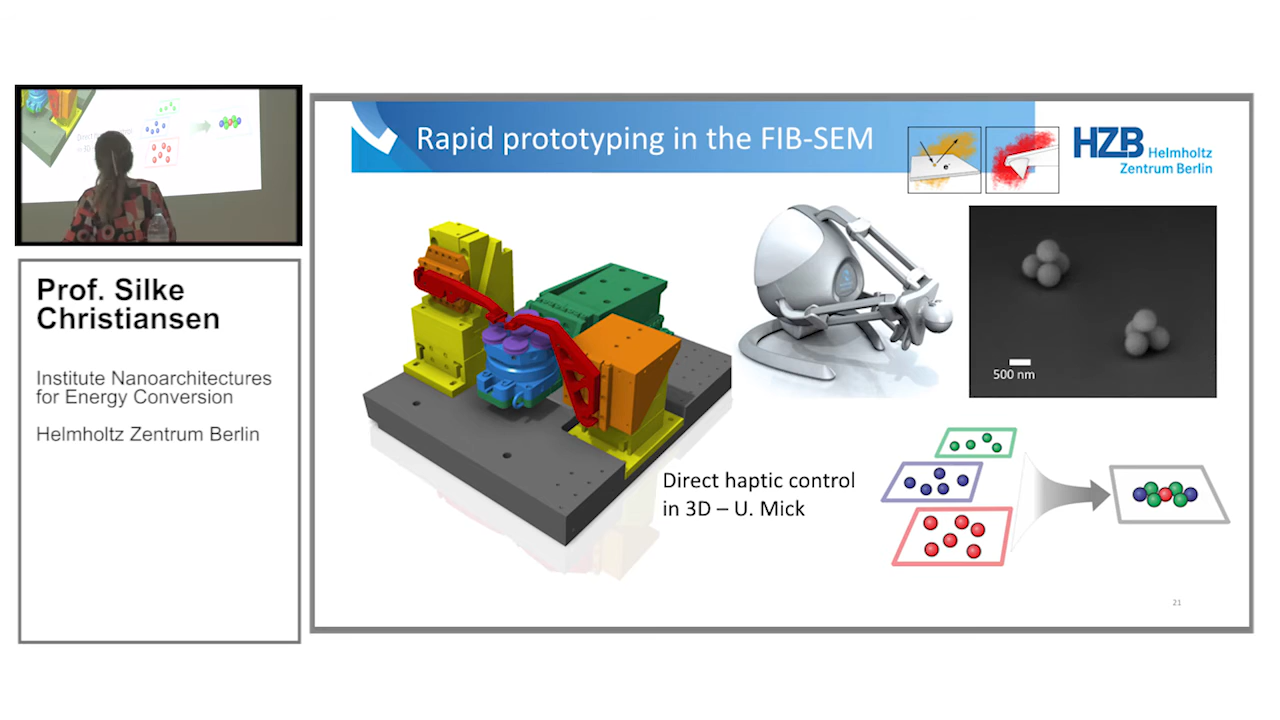 Prof. Silke
Christiansen
Institute Nanoarchitectures
for Energy Conversion
Helmholtz Zentrum Berlin
Rapid prototyping in the FIB-SEM
HZB Helmholtz
Zentrum Berlin
500 nm
Direct haptic control
in 3D – U. Mick
21